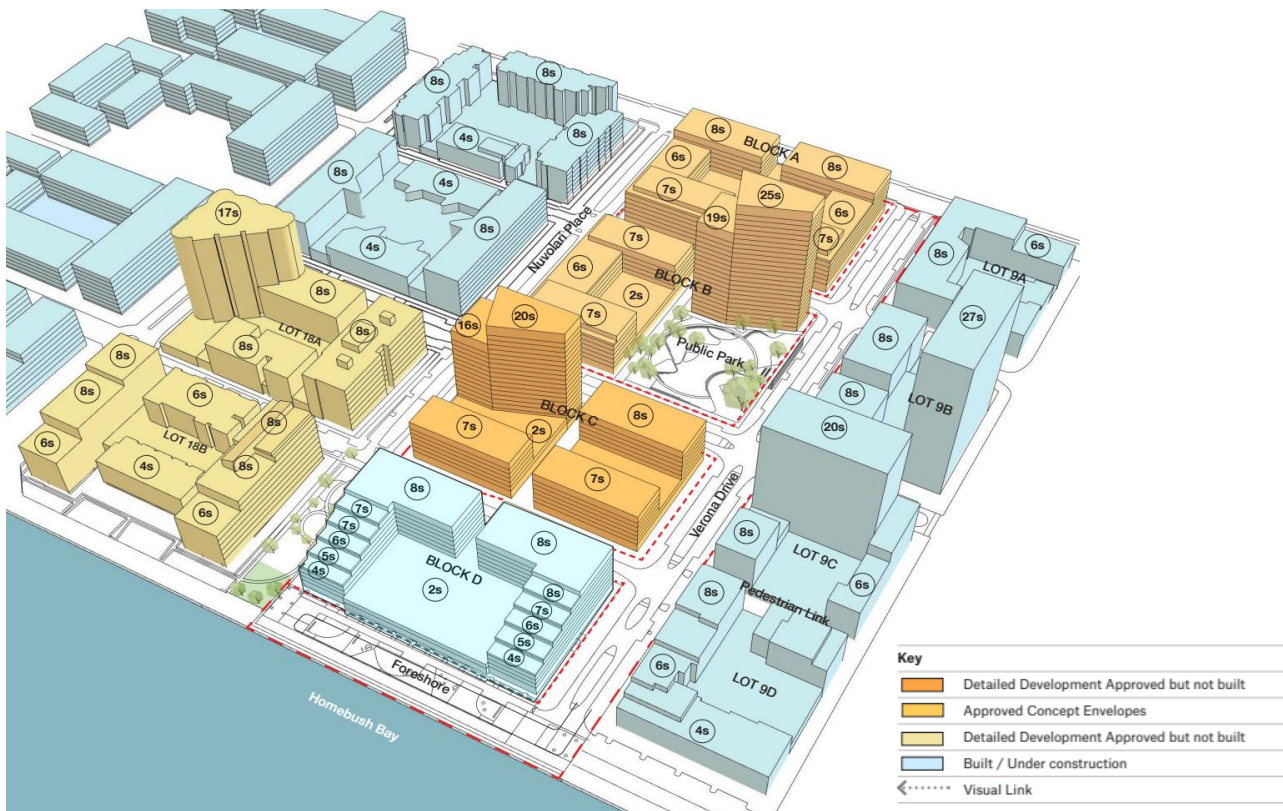 8s
8s
4s
8s
8s
4s
4s
8s
Nuvolari Place
8s
BLOCK A
8s
6s
7s
25s
19s
6s
7s
7s
6s
BLOCK B
2s
7s
Public Park
8s
6s
LOT 9A
27s
8s
8s
LOT 9B
20s
17s
8s
LOT 18A
8s
8s
8s
8s
6s
6s
8s
LOT 18B
4s
8s
6s
16s
20s
BLOCK C
8s
7s
2s
7s
Verona Drive
8s
LOT 9C
6s
Pedestrian Link
8s
6s
LOT 9D
4s
8s
7s
7s
6s
5s
4s
BLOCK D
2s
8s
8s
7s
6s
5s
4s
Foreshore
Homebush Bay
Key
Detailed Development Approved but not built
Approved Concept Envelopes
Detailed Development Approved but not built
Built / Under construction
Visual Link